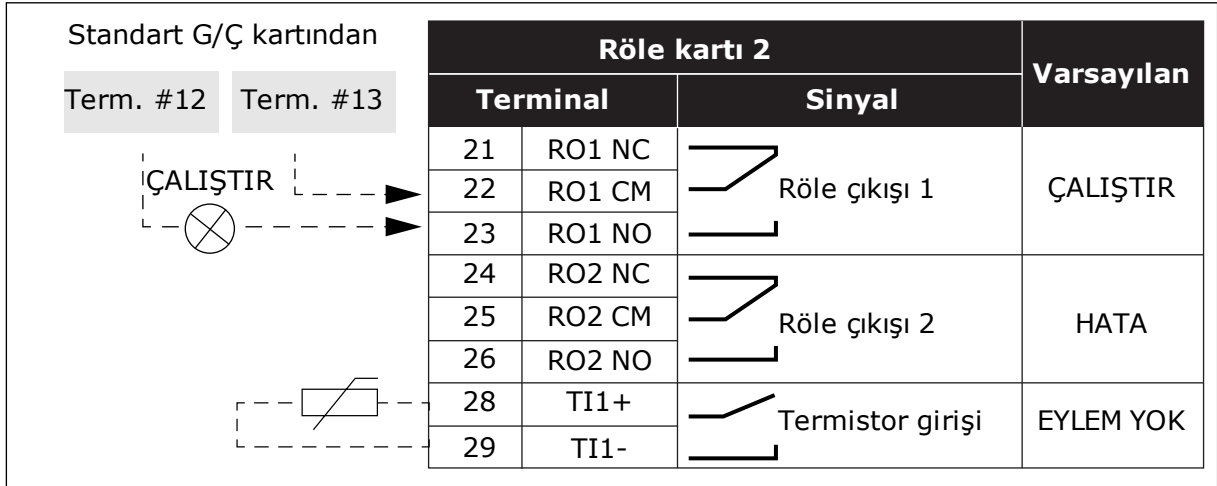 Standart G/Ç kartından
Term. #12 Term. #13
ÇALIŞTIR
Röle kartı 2 Varsayılan
Terminal Sinyal
21 RO1 NC
22 RO1 CM Röle çıkışı 1 ÇALIŞTIR
23 RO1 NO
24 RO2 NC
25 RO2 CM Röle çıkışı 2 HATA
26 RO2 NO
28 TI1+ Termistor girişi EYLEM YOK
29 TI1-